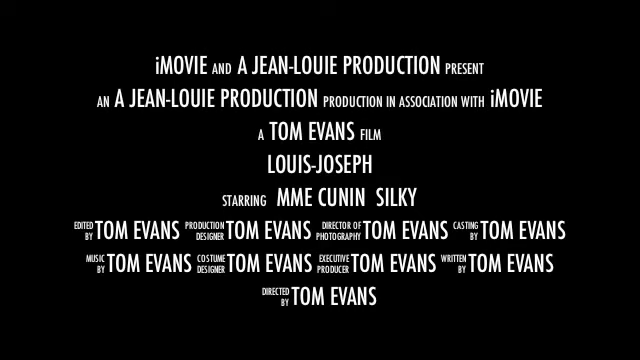 iMOVIE AND A JEAN-LOUIE PRODUCTION PRESENT
AN A JEAN-LOUIE PRODUCTION PRODUCTION IN ASSOCIATION WITH iMOVIE
A TOM EVANS FILM
LOUIS-JOSEPH
STARRING MME CUNIN SILKY
EDITED BY TOM EVANS PRODUCTION DESIGNER TOM EVANS DIRECTOR OF PHOTOGRAPHY TOM EVANS CASTING BY TOM EVANS
MUSIC BY TOM EVANS COSTUME DESIGNER TOM EVANS EXECUTIVE PRODUCER TOM EVANS WRITTEN BY TOM EVANS
DIRECTED BY TOM EVANS